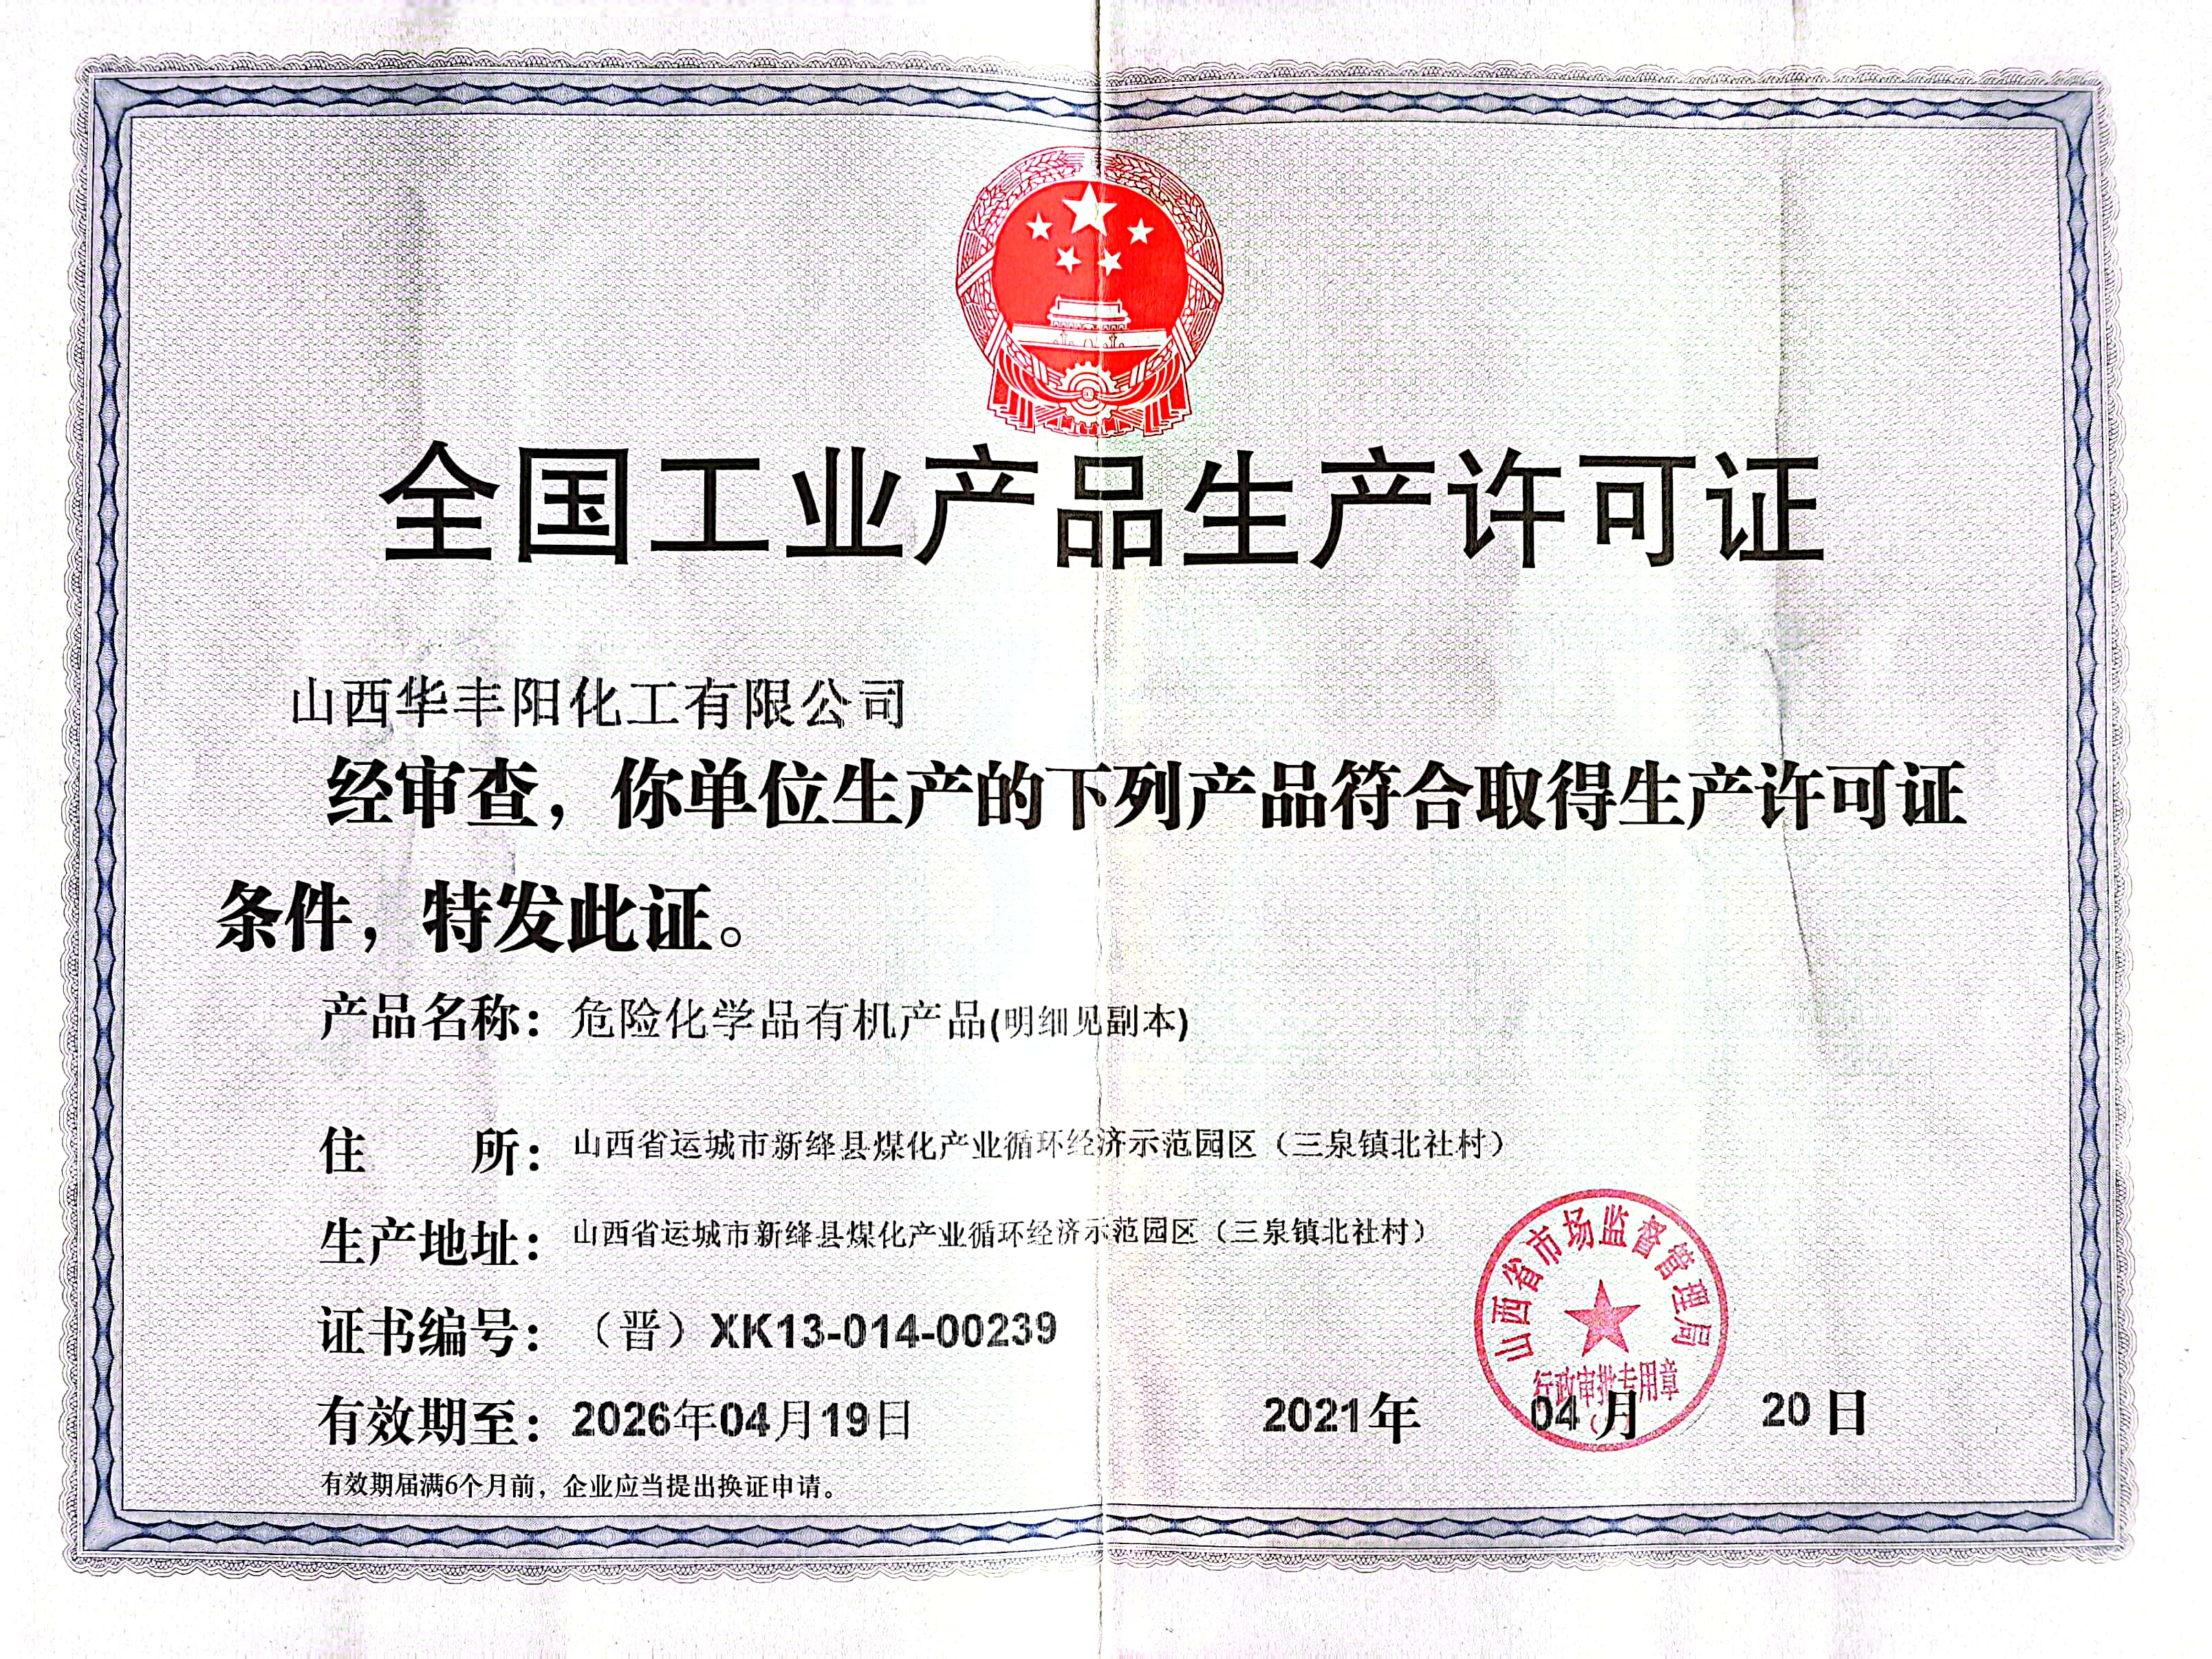 全国工业产品生产许可证
山西华丰阳化工有限公司
经审查，你单位生产的下列产品符合取得生产许可证
条件，特发此证。
产品名称：危险化学品有机产品(明细见副本)
住 所：山西省运城市新绛县煤化产业循环经济示范园区（三泉镇北社村）
生产地址：山西省运城市新绛县煤化产业循环经济示范园区（三泉镇北社村）
证书编号：（晋）XK13-014-00239
山西省市场监督管理局
行政审批专用章
有效期至：2026年04月19日
2021年 04月 20日
有效期届满6个月前，企业应当提出换证申请。